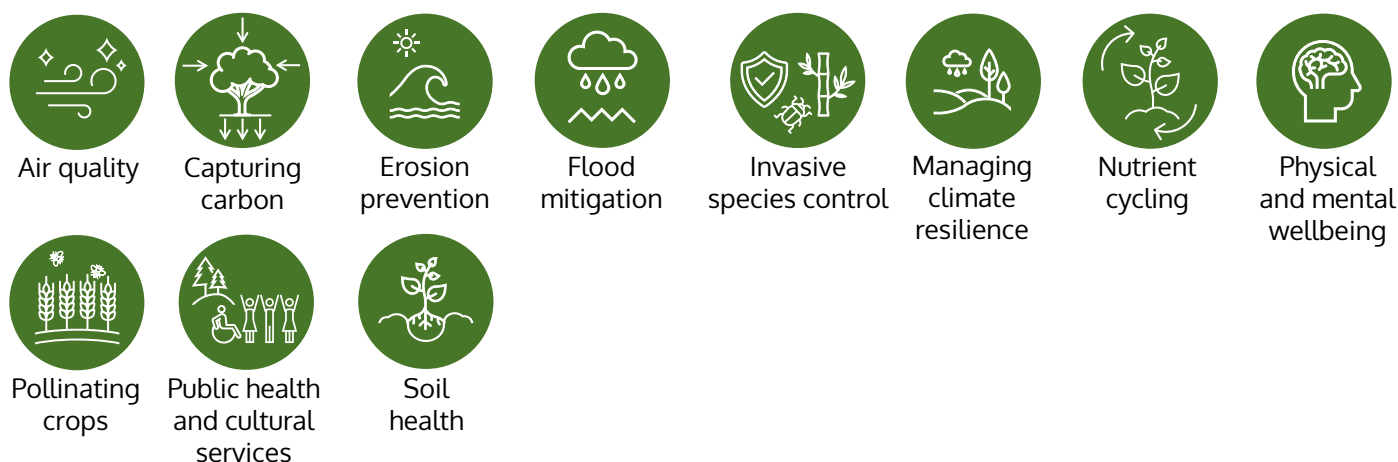 Air quality
Capturing
carbon
Erosion
prevention
Flood
mitigation
Invasive
species control
Managing
climate
resilience
Nutrient
cycling
Physical
and mental
wellbeing
Pollinating
crops
Public health
and cultural
services
Soil
health